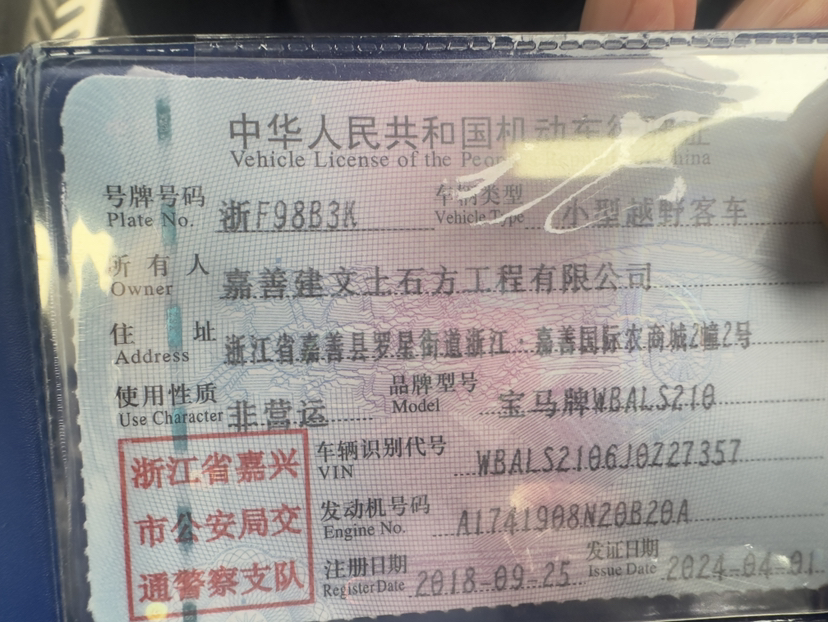 中华人民共和国机动车行驶证
Vehicle License of the People's Republic of China
号牌号码 浙F98B3K 车辆类型 小型越野客车
Plate No. Vehicle Type
所有人 嘉善建文土石方工程有限公司
Owner
住址 浙江省嘉善县罗星街道浙江·嘉善国际农商城2幢2号
Address
使用性质 非营运 品牌型号 宝马牌WBALS210
Use Character Model
浙江省嘉兴
市公安局交
通警察支队
车辆识别代号 WBALS2106J0Z27357
VIN
发动机号码 A1741908N20B20A
Engine No.
注册日期 2018-09-25 发证日期 2024-04-01
Register Date Issue Date